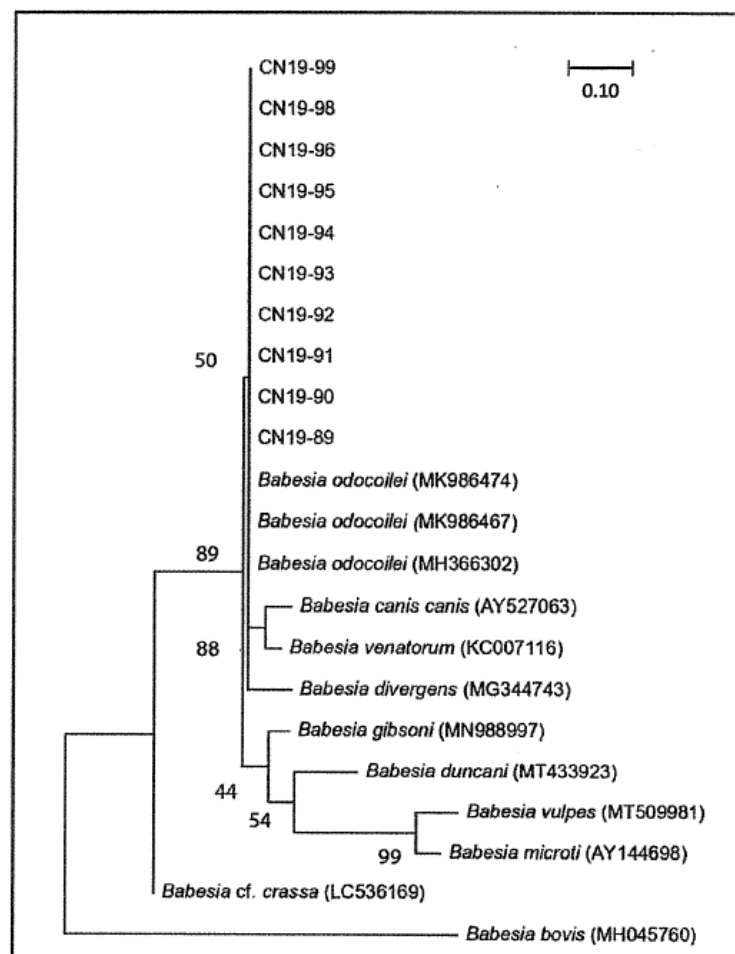 CN19-99
0.10
CN19-98
CN19-96
CN19-95
CN19-94
CN19-93
CN19-92
50
CN19-91
CN19-90
CN19-89
Babesia odocoilei (MK986474)
Babesia odocoilei (MK986467)
89
Babesia odocoilei (MH366302)
Babesia canis canis (AY527063)
88
Babesia venatorum (KC007116)
Babesia divergens (MG344743)
Babesia gibsoni (MN988997)
Babesia duncani (MT433923)
44
54
Babesia vulpes (MT509981)
99
Babesia microti (AY144698)
Babesia cf. crassa (LC536169)
Babesia bovis (MH045760)